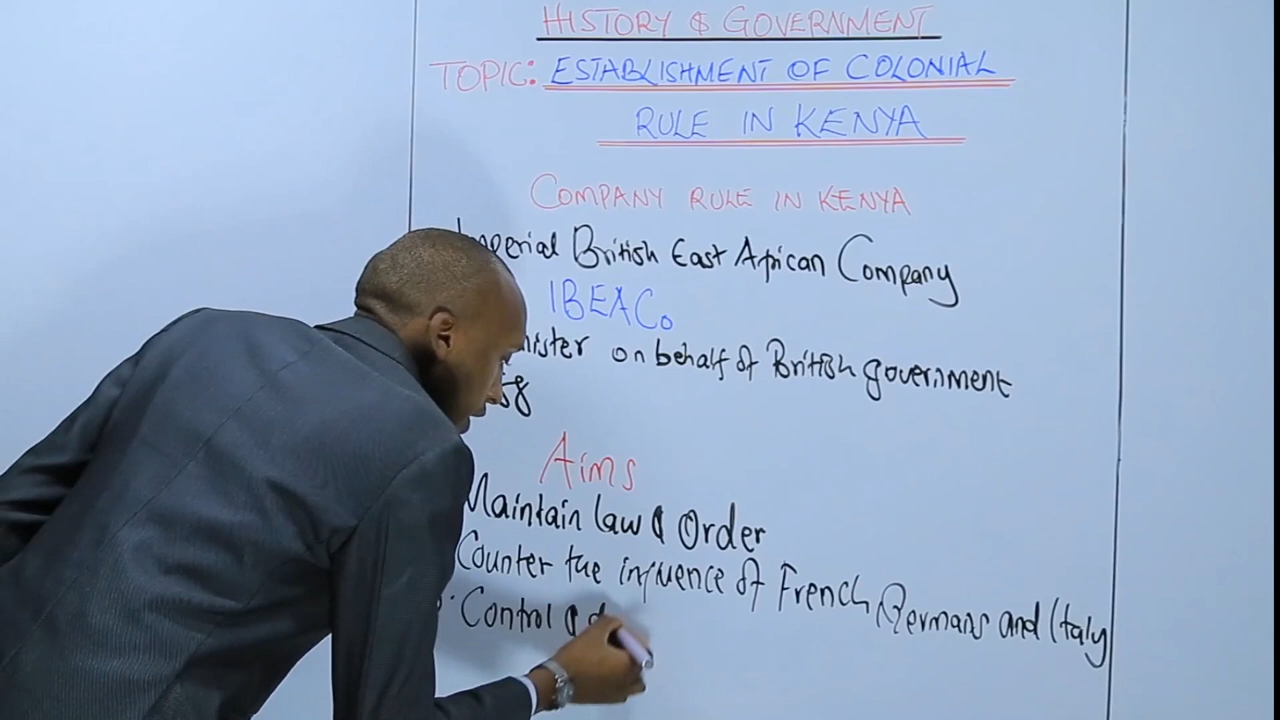 HISTORY & GOVERNMENT
TOPIC: ESTABLISHMENT OF COLONIAL
RULE IN KENYA
COMPANY RULE IN KENYA
Imperial British East African Company
IBEACo
on behalf of British government
Aims
Maintain law & Order
Counter the influence of French Germans and Italy
Control &